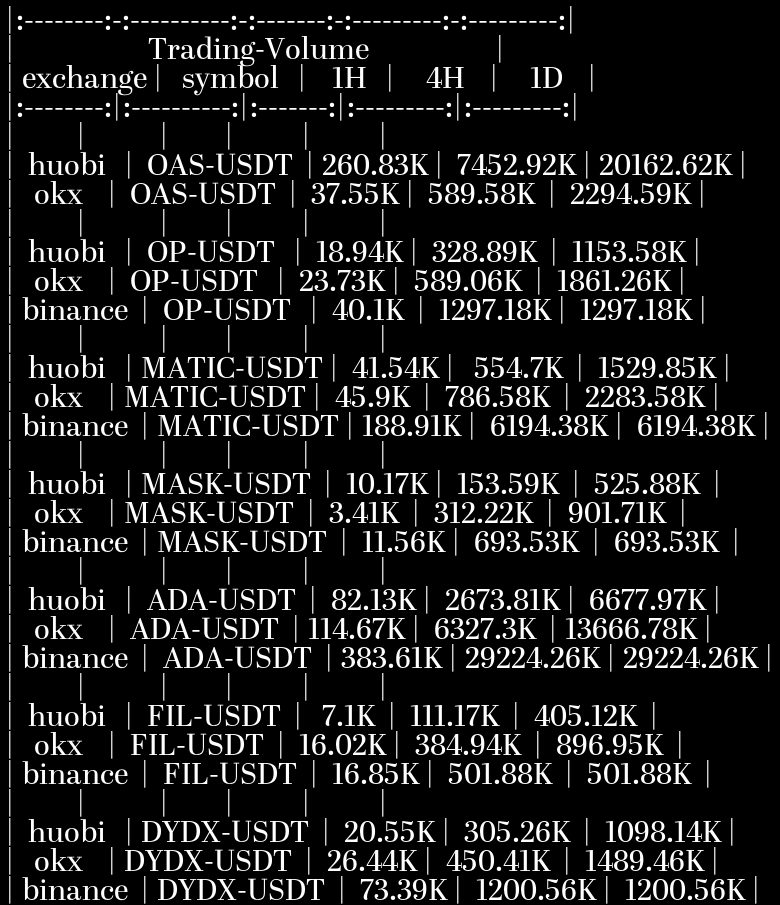 |:--------:-:----------:-:-------:-:---------:-:---------:|
| Trading-Volume |
| exchange | symbol | 1H | 4H | 1D |
|:--------:|:----------:|:-------:|:---------:|:---------:|
| | | | | |
| huobi | OAS-USDT | 260.83K | 7452.92K | 20162.62K |
| okx | OAS-USDT | 37.55K | 589.58K | 2294.59K |
| | | | | |
| huobi | OP-USDT | 18.94K | 328.89K | 1153.58K |
| okx | OP-USDT | 23.73K | 589.06K | 1861.26K |
| binance | OP-USDT | 40.1K | 1297.18K | 1297.18K |
| | | | | |
| huobi | MATIC-USDT | 41.54K | 554.7K | 1529.85K |
| okx | MATIC-USDT | 45.9K | 786.58K | 2283.58K |
| binance | MATIC-USDT | 188.91K | 6194.38K | 6194.38K |
| | | | | |
| huobi | MASK-USDT | 10.17K | 153.59K | 525.88K |
| okx | MASK-USDT | 3.41K | 312.22K | 901.71K |
| binance | MASK-USDT | 11.56K | 693.53K | 693.53K |
| | | | | |
| huobi | ADA-USDT | 82.13K | 2673.81K | 6677.97K |
| okx | ADA-USDT | 114.67K | 6327.3K | 13666.78K |
| binance | ADA-USDT | 383.61K | 29224.26K | 29224.26K |
| | | | | |
| huobi | FIL-USDT | 7.1K | 111.17K | 405.12K |
| okx | FIL-USDT | 16.02K | 384.94K | 896.95K |
| binance | FIL-USDT | 16.85K | 501.88K | 501.88K |
| | | | | |
| huobi | DYDX-USDT | 20.55K | 305.26K | 1098.14K |
| okx | DYDX-USDT | 26.44K | 450.41K | 1489.46K |
| binance | DYDX-USDT | 73.39K | 1200.56K | 1200.56K |